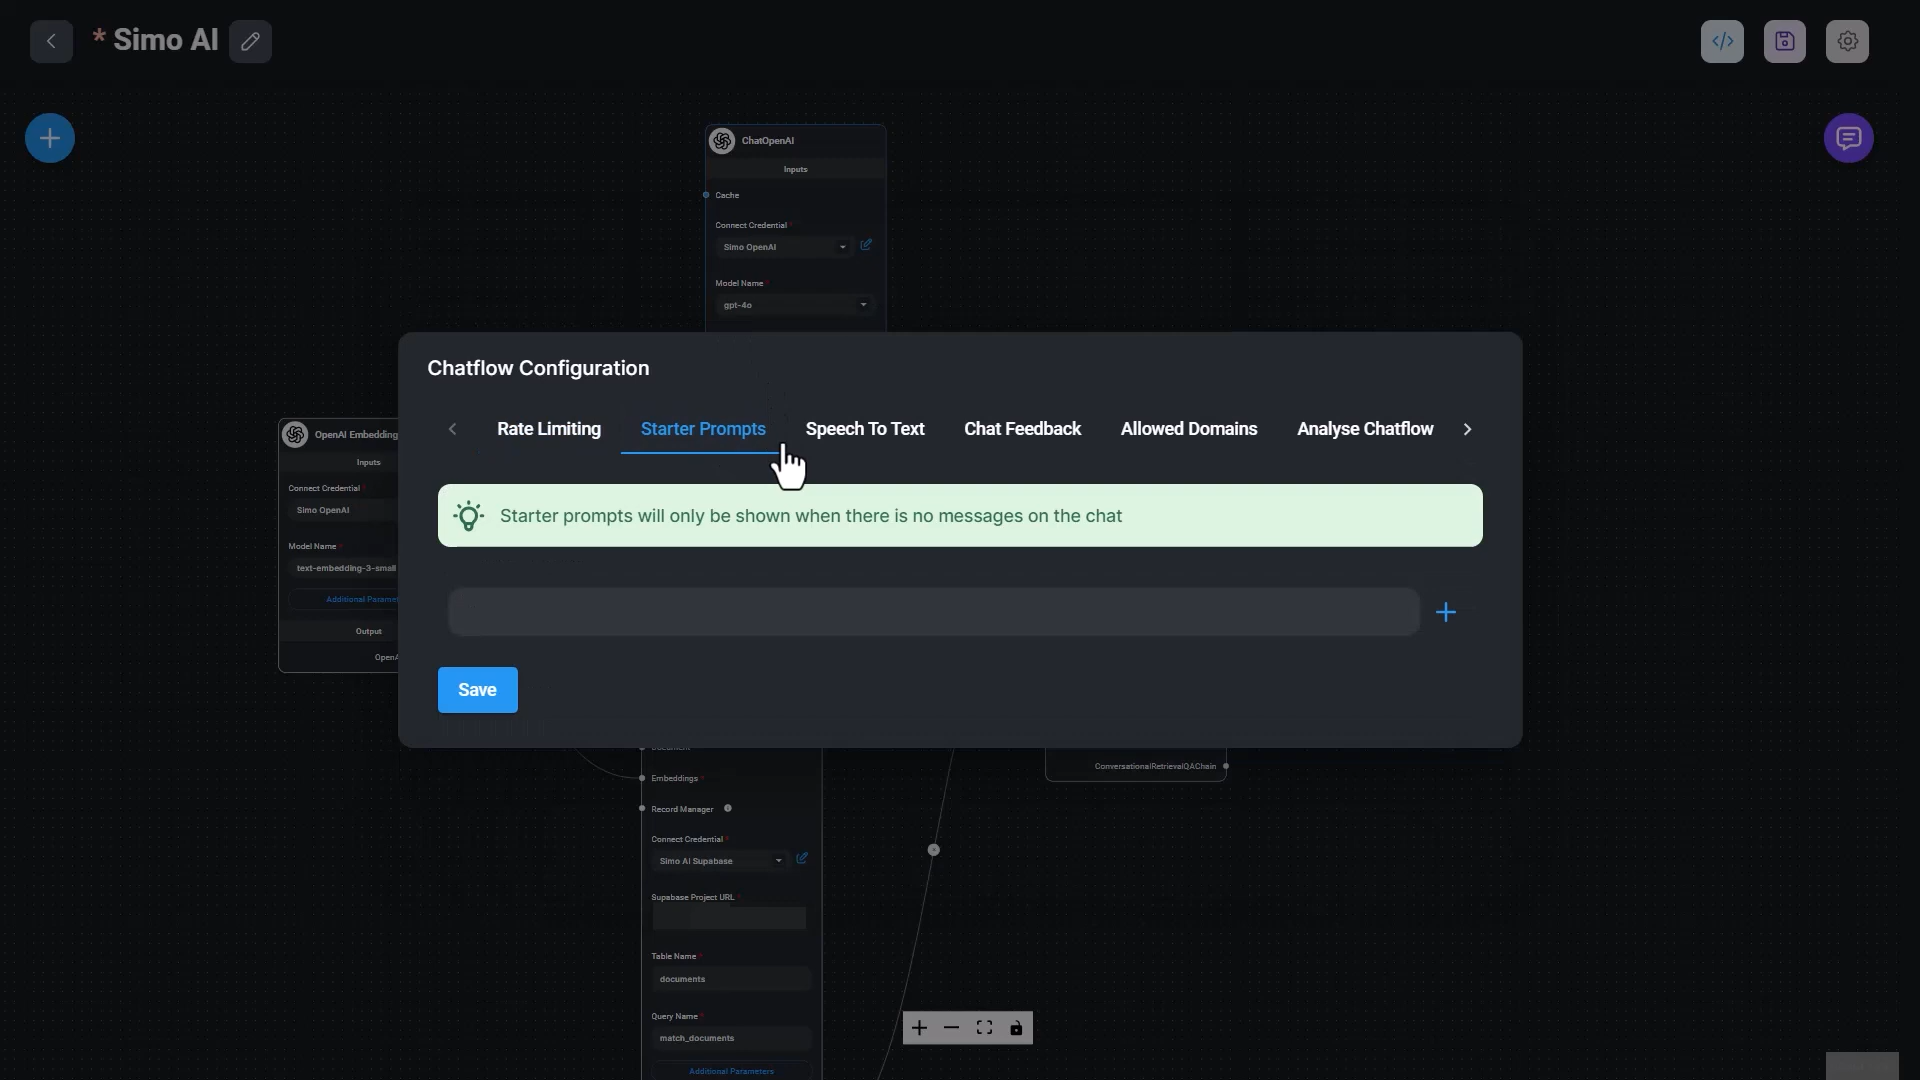 * Simo AI
ChatOpenAI
Inputs
Cache
Connect Credential *
Simo OpenAI
Model Name *
gpt-4o
Chatflow Configuration
Rate Limiting
Starter Prompts
Speech To Text
Chat Feedback
Allowed Domains
Analyse Chatflow
Starter prompts will only be shown when there is no messages on the chat
Save
OpenAI Embedding
Inputs
Connect Credential *
Simo OpenAI
Model Name *
text-embedding-3-small
Additional Parame
Output
OpenA
Document
Embeddings *
Record Manager
Connect Credential *
Simo AI Supabase
Supabase Project URL *
Table Name *
documents
Query Name *
match_documents
Additional Parameters
ConversationalRetrievalQAChain